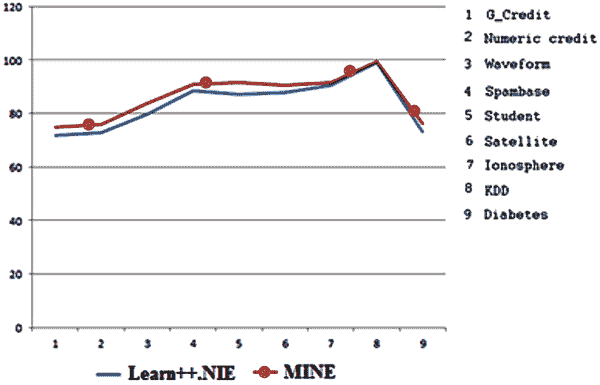 120
100
80
60
40
20
0
1 2 3 4 5 6 7 8 9
1 G_Credit
2 Numeric credit
3 Waveform
4 Spambase
5 Student
6 Satellite
7 Ionosphere
8 KDD
9 Diabetes
Learn++.NIE MINE